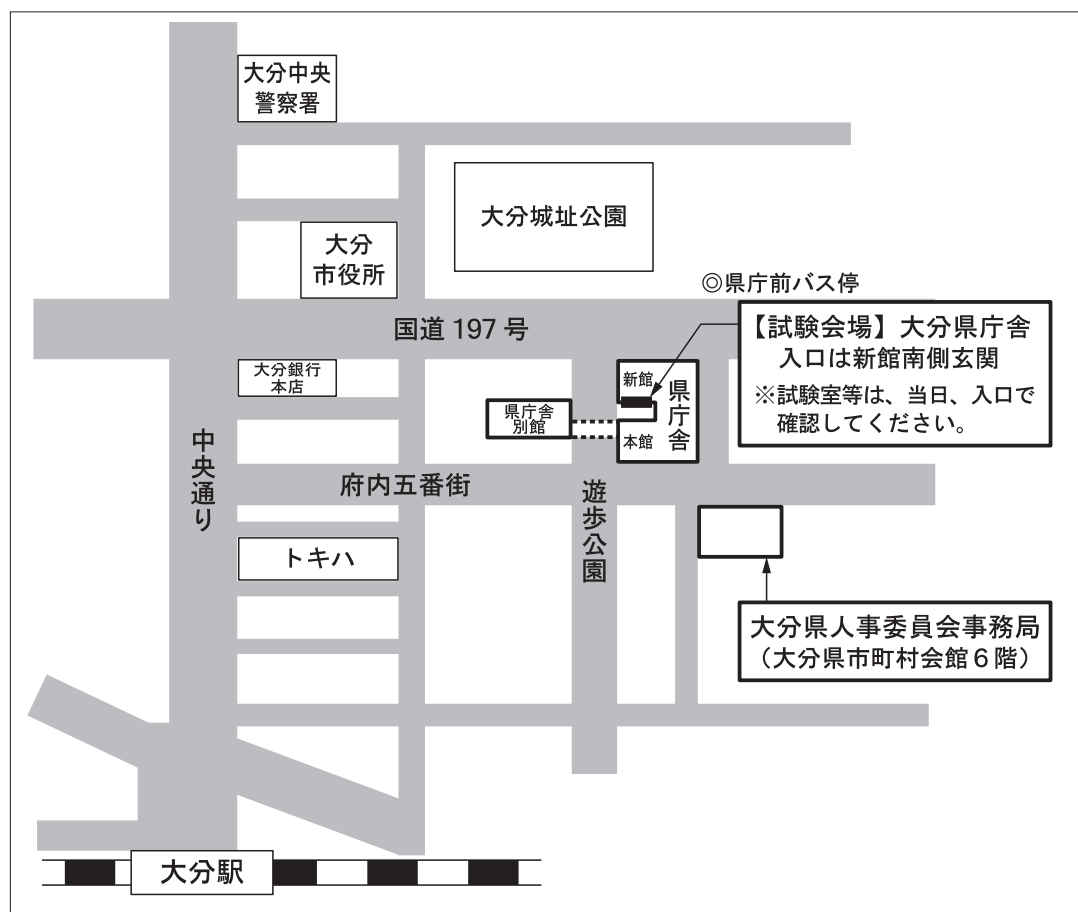 大分中央
警察署
大分城址公園
大分
市役所
◎県庁前バス停
国道 197 号
【試験会場】大分県庁舎
入口は新館南側玄関
※試験室等は、当日、入口で
確認してください。
大分銀行
本店
新館
県庁舎
県庁舎
別館
本館
中央通り
府内五番街
遊歩公園
トキハ
大分県人事委員会事務局
（大分県市町村会館６階）
大分駅